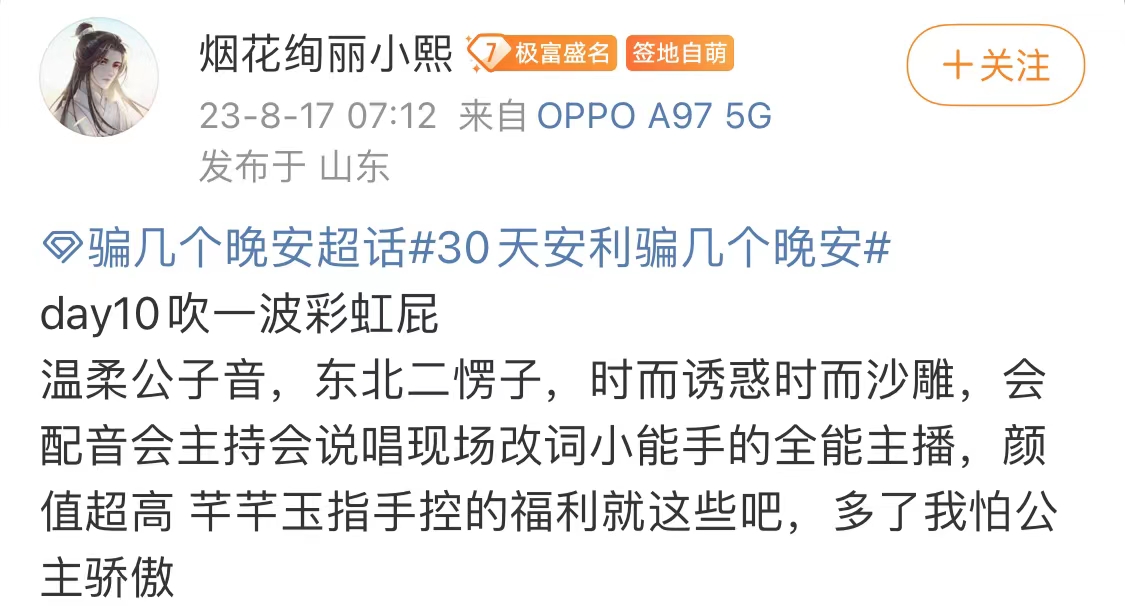 烟花绚丽小熙 7 极富盛名 签地自萌
十关注
23-8-17 07:12 来自 OPPO A97 5G
发布于 山东
骗几个晚安超话#30天安利骗几个晚安#
day10吹一波彩虹屁
温柔公子音，东北二愣子，时而诱惑时而沙雕，会
配音会主持会说唱现场改词小能手的全能主播，颜
值超高 芊芊玉指手控的福利就这些吧，多了我怕公
主骄傲